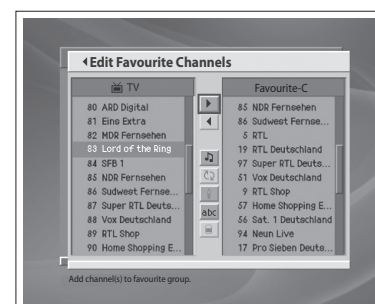 Edit Favourite Channels
TV
80 ARD Digital
81 Eins Extra
82 MDR Fernsehen
83 Lord of the Ring
84 SFB 1
85 NDR Fernsehen
86 Sudwest Fernse...
87 Super RTL Deuts...
88 Vox Deutschland
89 RTL Shop
90 Home Shopping E...
abc
Favourite-C
85 NDR Fernsehen
86 Sudwest Fernse...
5 RTL
19 RTL Deutschland
97 Super RTL Deuts...
51 Vox Deutschland
9 RTL Shop
57 Home Shopping E...
56 Sat. 1 Deutschland
94 Neun Live
17 Pro Sieben Deuts...
Add channel(s) to favourite group.